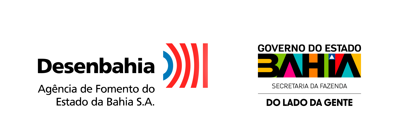 Desenbahia
Agência de Fomento do
Estado da Bahia S.A.
GOVERNO DO ESTADO
BAHIA
SECRETARIA DA FAZENDA
DO LADO DA GENTE